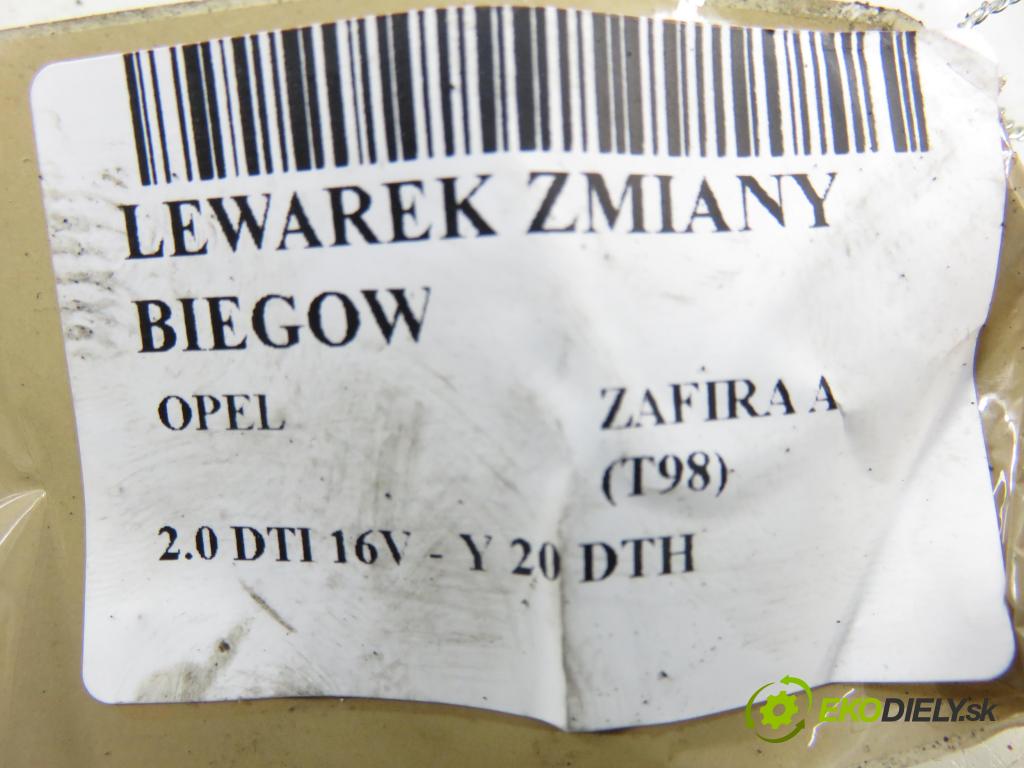 LEWAREK ZMIANY
BIEGOW
OPEL ZAFIRA A
(T98)
2.0 DTI 16V - Y 20 DTH
EKODIELY.sk